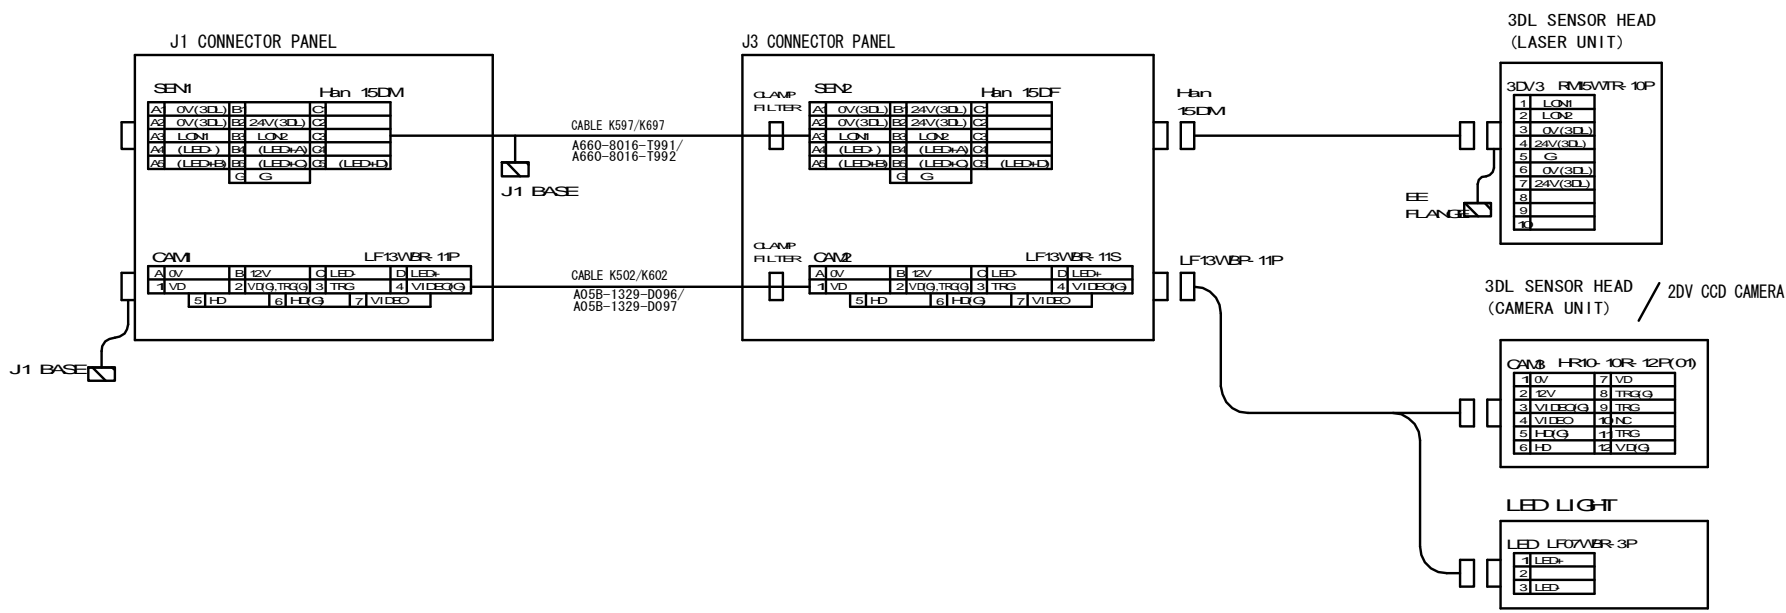 J1 CONNECTOR PANEL
SEN1 Han 15DM
A1 0V(3DL) B1 C1
A2 0V(3DL) B2 24V(3DL) C2
A3 LON1 B3 LON2 C3
A4 (LED-) B4 (LED+A) C4
A5 (LED+B) B5 (LED+C) C5 (LED+D)
G G
CAM1 LF13WBR-11P
A 0V B 12V C LED- D LED+
1 VD 2 VD(G),TRG(G) 3 TRG 4 VIDEO(G)
5 HD 6 HD(G) 7 VIDEO
J1 BASE
CABLE K597/K697
A660-8016-T991/
A660-8016-T992
J1 BASE
CABLE K502/K602
A05B-1329-D096/
A05B-1329-D097
CLAMP
FILTER
CLAMP
FILTER
J3 CONNECTOR PANEL
SEN2 Han 15DF
A1 0V(3DL) B1 24V(3DL) C1
A2 0V(3DL) B2 24V(3DL) C2
A3 LON1 B3 LON2 C3
A4 (LED-) B4 (LED+A) C4
A5 (LED+B) B5 (LED+C) C5 (LED+D)
G G
CAM2 LF13WBR-11S
A 0V B 12V C LED- D LED+
1 VD 2 VD(G),TRG(G) 3 TRG 4 VIDEO(G)
5 HD 6 HD(G) 7 VIDEO
Han
15DM
LF13WBP-11P
3DL SENSOR HEAD
(LASER UNIT)
3DV3 RM15WTR-10P
1 LON1
2 LON2
3 0V(3DL)
4 24V(3DL)
5 G
6 0V(3DL)
7 24V(3DL)
8
9
10
EE
FLANGE
3DL SENSOR HEAD
(CAMERA UNIT)
/ 2DV CCD CAMERA
CAM3 HR10-10R-12P(01)
1 0V 7 VD
2 12V 8 TRG(G)
3 VIDEO(G) 9 TRG
4 VIDEO 10 NC
5 HD(G) 11 TRG
6 HD 12 VD(G)
LED LIGHT
LED LF07WBR-3P
1 LED+
2
3 LED-